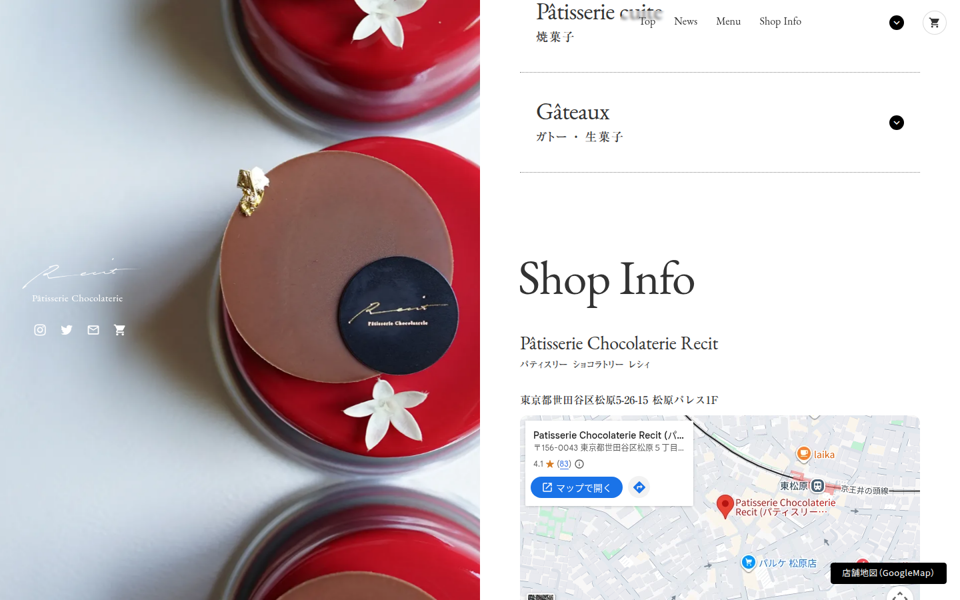 Pâtisserie cuite
焼菓子
Top
News
Menu
Shop Info
Gâteaux
ガトー ・ 生菓子
Recit
Pâtisserie Chocolaterie
Recit
Pâtisserie Chocolaterie
Shop Info
Pâtisserie Chocolaterie Recit
パティスリー ショコラトリー レシィ
東京都世田谷区松原5-26-15 松原パレス1F
Patisserie Chocolaterie Recit (パ...
〒156-0043 東京都世田谷区松原5丁目...
4.1 ★ (83)
マップで開く
laika
東松原
京王井の頭線
Patisserie Chocolaterie
Recit (パティスリー…
パルケ 松原店
店舗地図（GoogleMap）